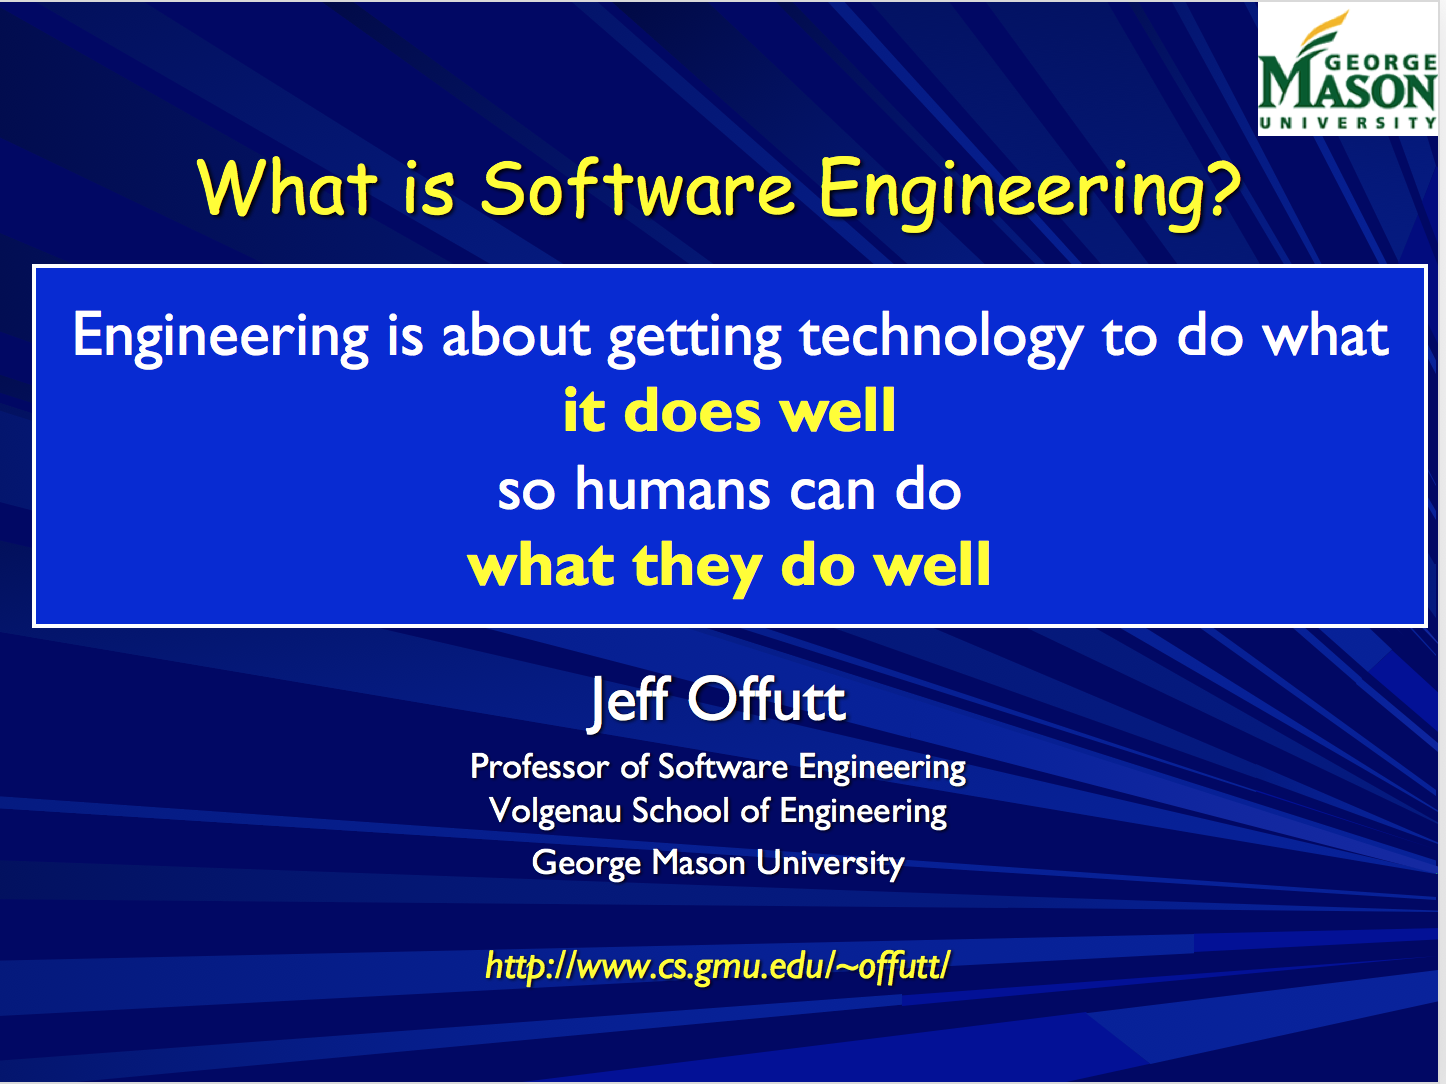 GEORGE
MASON
UNIVERSITY
What is Software Engineering?
Engineering is about getting technology to do what
it does well
so humans can do
what they do well
Jeff Offutt
Professor of Software Engineering
Volgenau School of Engineering
George Mason University
http://www.cs.gmu.edu/~offutt/